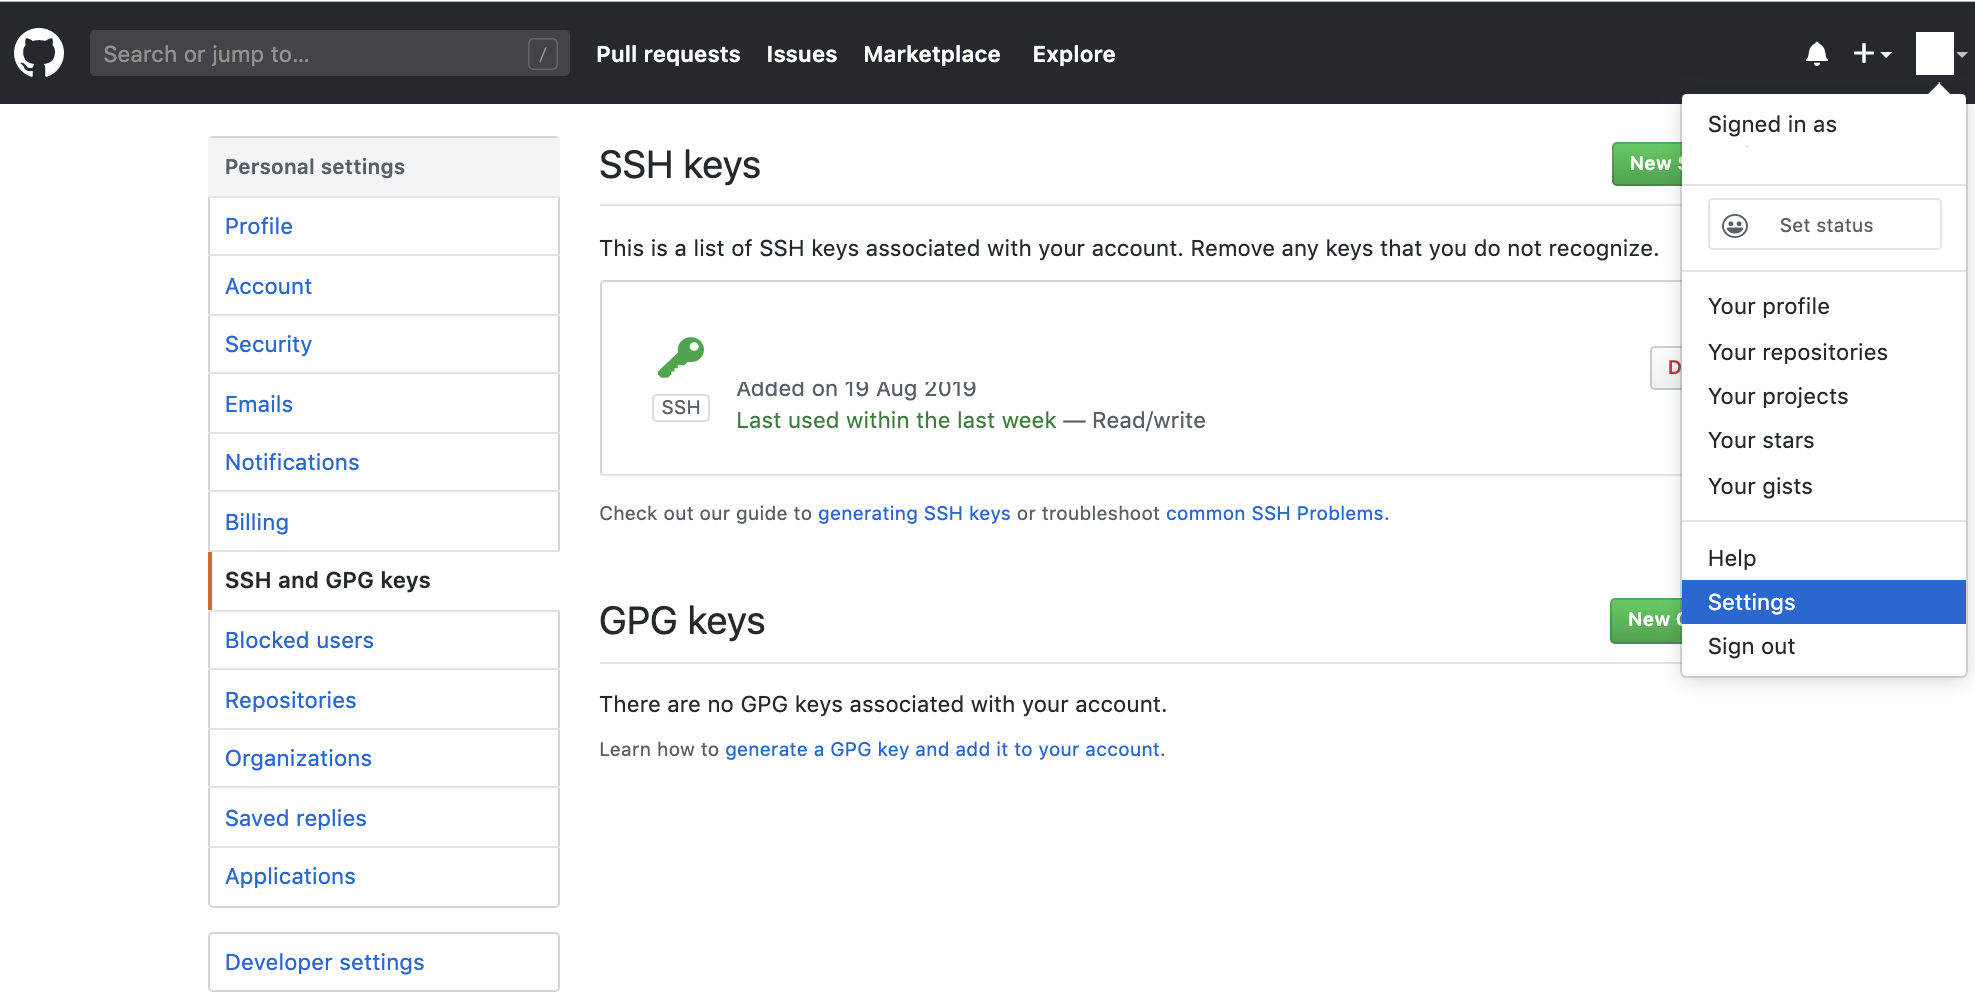 Search or jump to...
/
Pull requests
Issues
Marketplace
Explore
Signed in as
Set status
Your profile
Your repositories
Your projects
Your stars
Your gists
Help
Settings
Sign out
Personal settings
Profile
Account
Security
Emails
Notifications
Billing
SSH and GPG keys
Blocked users
Repositories
Organizations
Saved replies
Applications
Developer settings
SSH keys
New
This is a list of SSH keys associated with your account. Remove any keys that you do not recognize.
SSH
Added on 19 Aug 2019
Last used within the last week — Read/write
D
Check out our guide to generating SSH keys or troubleshoot common SSH Problems.
GPG keys
New
There are no GPG keys associated with your account.
Learn how to generate a GPG key and add it to your account.